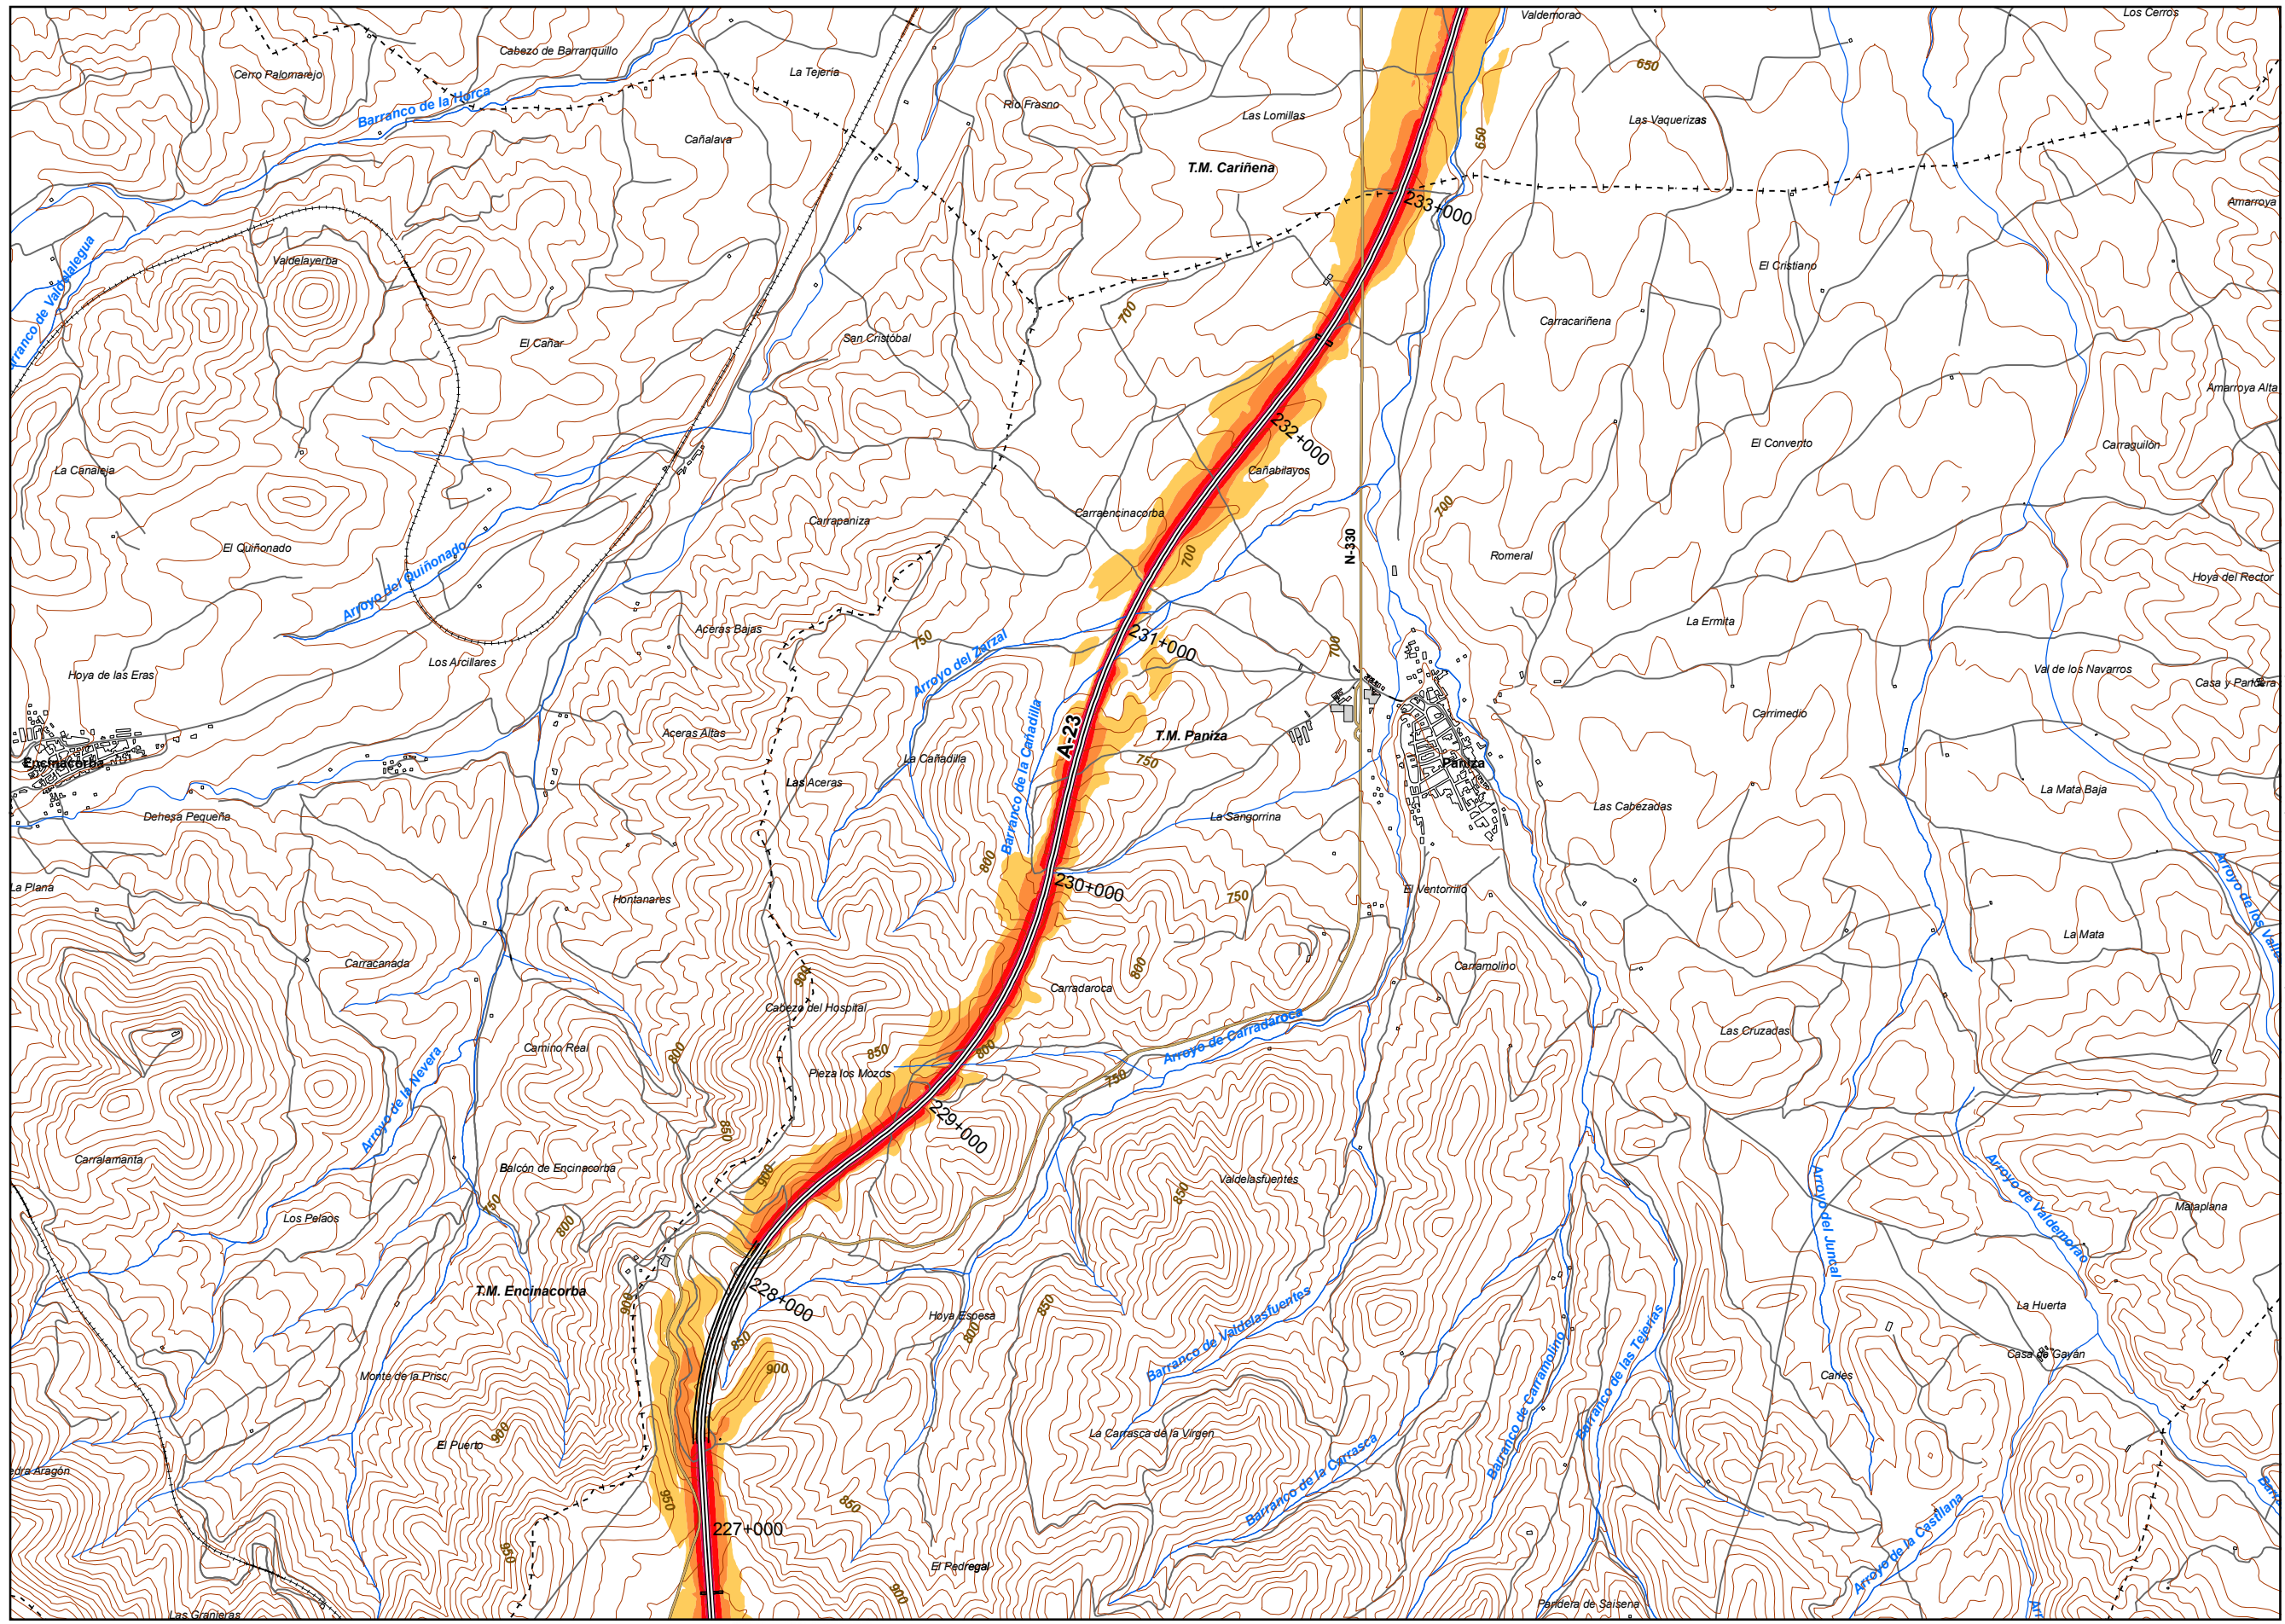 Valdemorao
Los Cerros
Cabezo de Barranquillo
Cerro Palomarejo
La Tejería
650
Barranco de la Horca
Río Frasno
Las Lomillas
Las Vaquerizas
650
Cañalava
T.M. Cariñena
233+000
Amarroya
Valdelayerba
El Cristiano
700
Carracariñena
El Cañar
San Cristóbal
Amarroya Alta
232+000
El Convento
Carraguilón
La Canaleja
Cañabilayos
700
Carraencinacorba
Carrapaniza
El Quiñonado
N-330
700
Romeral
Hoya del Rector
Arroyo del Quiñonado
La Ermita
Aceras Bajas
750
231+000
700
Los Arcillares
Arroyo del Zarzal
Hoya de las Eras
Val de los Navarros
Carrimedio
Aceras Altas
A-23
T.M. Paniza
Encinacorba
La Cañadilla
Barranco de la Cañadilla
750
Paniza
Las Aceras
La Mata Baja
Dehesa Pequeña
La Sangorrina
Las Cabezadas
800
La Plana
230+000
El Ventorrillo
750
Hontanares
La Mata
Carracanada
900
800
Carramolino
Carradaroca
Cabezo del Hospital
Las Cruzadas
Arroyo de Carradaroca
Camino Real
800
850
800
Pieza los Mozos
750
Arroyo de la Nevera
229+000
850
Carralamanta
Balcón de Encinacorba
900
Valdelasfuentes
850
Arroyo del Juncal
Arroyo de Valdemorao
Mataplana
750
Los Pelaos
800
T.M. Encinacorba
900
228+000
850
Hoya Espesa
800
850
Barranco de Valdelasfuentes
La Huerta
Casa de Gayán
Monte de la Prisc
900
Carles
Barranco de Carramolino
Barranco de las Tejerías
El Puerto
900
La Carrasca de la Virgen
Barranco de la Carrasca
950
850
227+000
950
El Pedregal
900
Arroyo de la Castillana
Pandera de Saisena
Las Granjeras